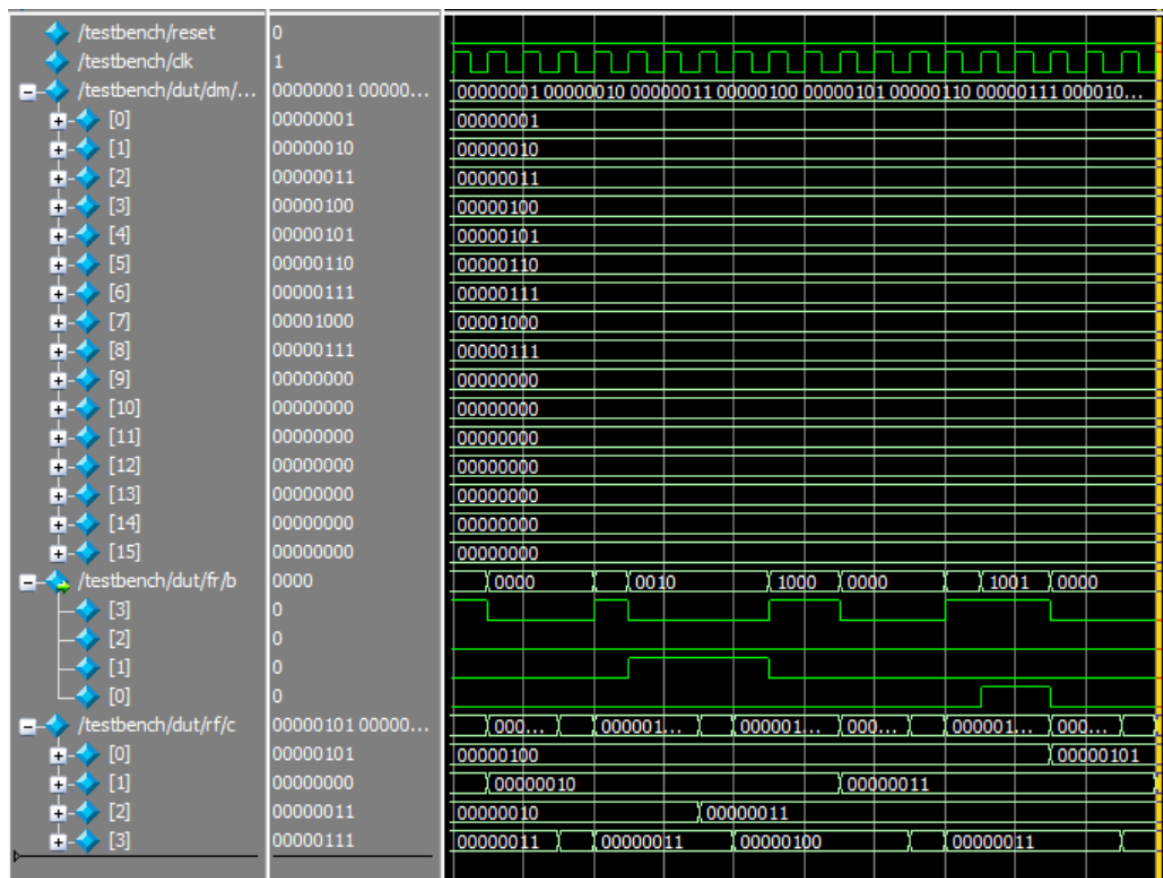 /testbench/reset 0
/testbench/clk 1
/testbench/dut/dm/... 00000001 00000... 00000001 00000010 00000011 00000100 00000101 00000110 00000111 000010...
[0] 00000001 00000001
[1] 00000010 00000010
[2] 00000011 00000011
[3] 00000100 00000100
[4] 00000101 00000101
[5] 00000110 00000110
[6] 00000111 00000111
[7] 00001000 00001000
[8] 00000111 00000111
[9] 00000000 00000000
[10] 00000000 00000000
[11] 00000000 00000000
[12] 00000000 00000000
[13] 00000000 00000000
[14] 00000000 00000000
[15] 00000000 00000000
/testbench/dut/fr/b 0000 0000 0010 1000 0000 1001 0000
[3] 0
[2] 0
[1] 0
[0] 0
/testbench/dut/rf/c 00000101 00000... 000... 000001... 000001... 000... 000001... 000...
[0] 00000101 00000100 00000101
[1] 00000000 00000010 00000011
[2] 00000011 00000010 00000011
[3] 00000111 00000011 00000011 00000100 00000011